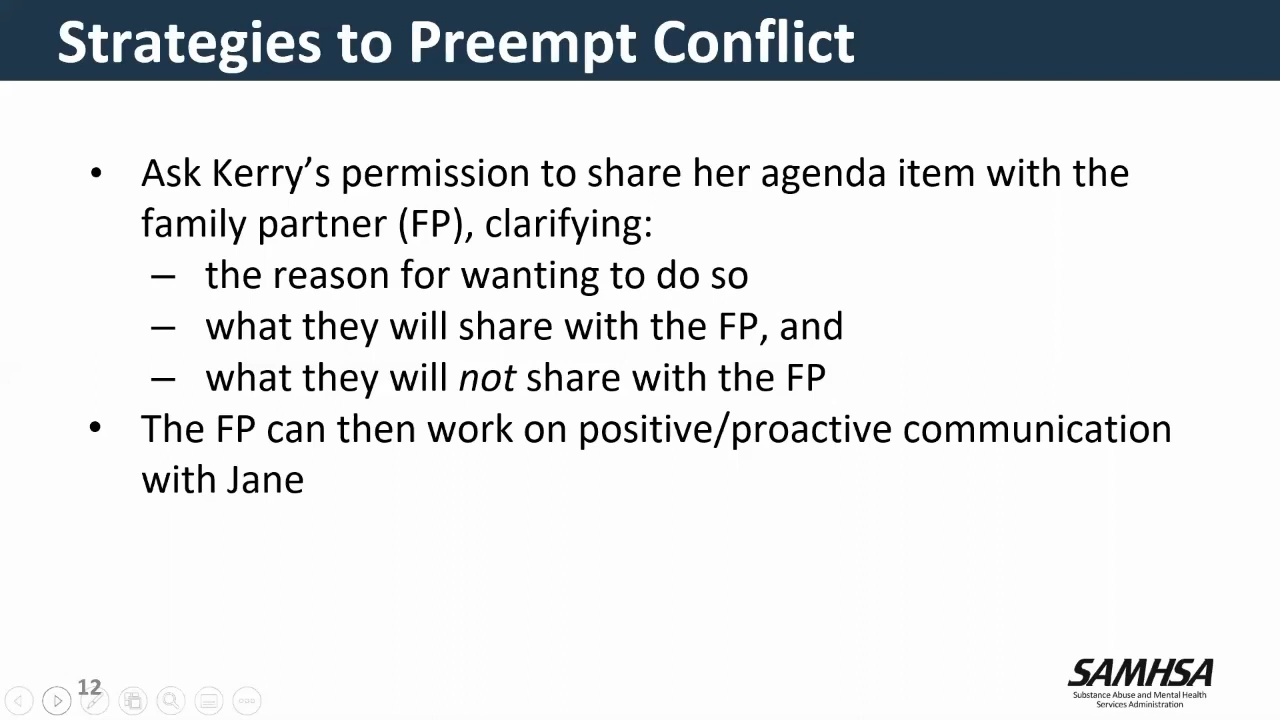 Strategies to Preempt Conflict
• Ask Kerry’s permission to share her agenda item with the
family partner (FP), clarifying:
– the reason for wanting to do so
– what they will share with the FP, and
– what they will not share with the FP
• The FP can then work on positive/proactive communication
with Jane
12
SAMHSA
Substance Abuse and Mental Health
Services Administration